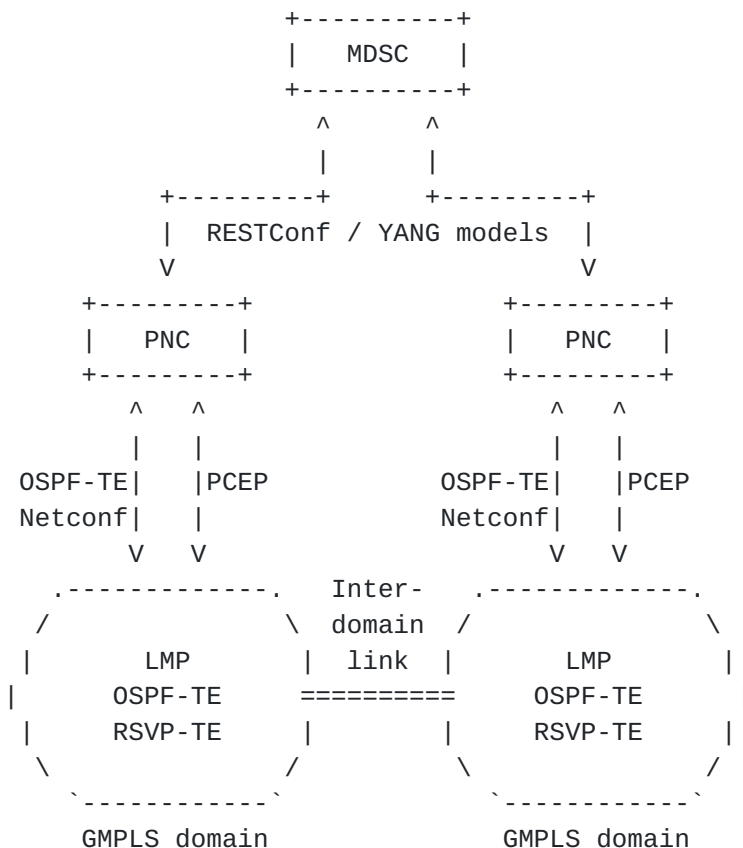 MDSC
RESTConf / YANG models
PNC PNC
OSPF-TE PCEP OSPF-TE PCEP
Netconf Netconf
Inter-
domain
LMP link LMP
OSPF-TE OSPF-TE
RSVP-TE RSVP-TE
GMPLS domain GMPLS domain